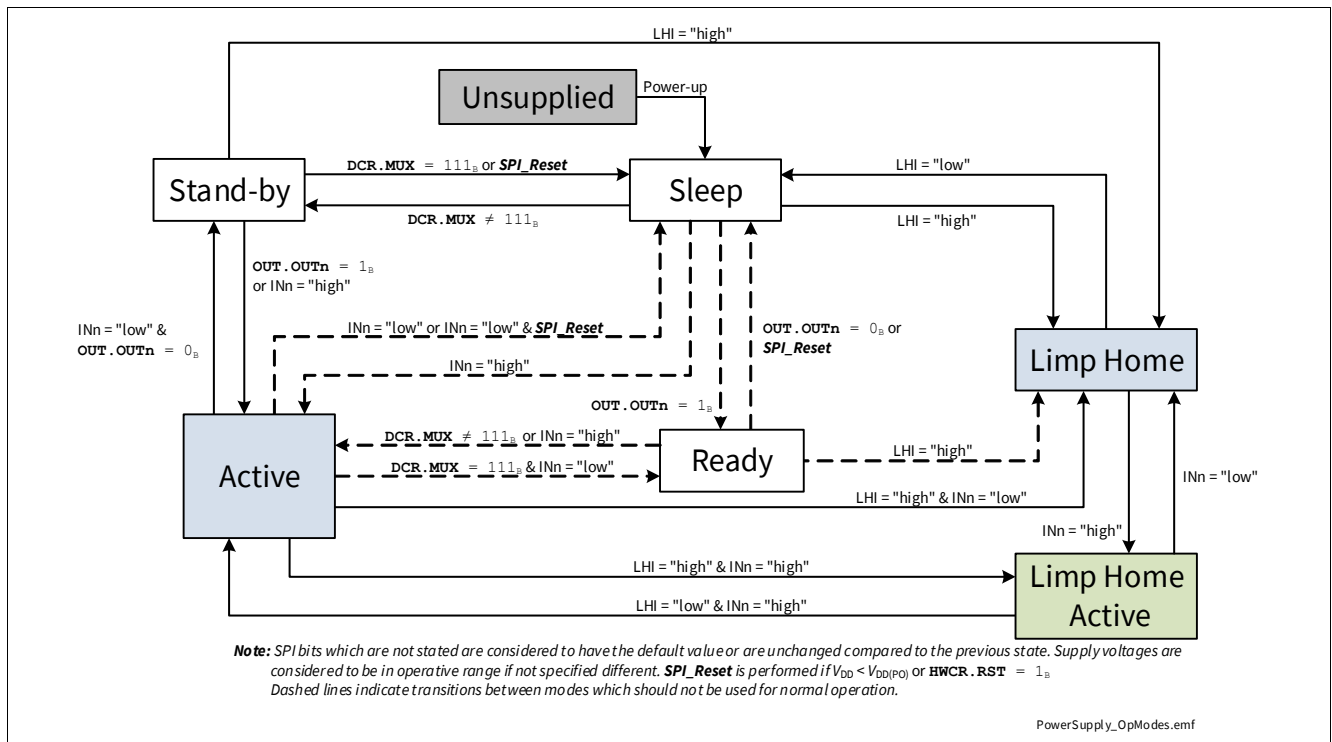 LHI = "high"
Unsupplied
Power-up
Stand-by
DCR.MUX = 111B or SPI_Reset
Sleep
LHI = "low"
DCR.MUX ≠ 111B
LHI = "high"
OUT.OUTn = 1B
or INn = "high"
INn = "low" &
OUT.OUTn = 0B
INn = "low" or INn = "low" & SPI_Reset
OUT.OUTn = 0B or
SPI_Reset
INn = "high"
Limp Home
OUT.OUTn = 1B
DCR.MUX ≠ 111B or INn = "high"
Ready
LHI = "high"
Active
DCR.MUX = 111B & INn = "low"
INn = "low"
LHI = "high" & INn = "low"
INn = "high"
LHI = "high" & INn = "high"
Limp Home
Active
LHI = "low" & INn = "high"
Note: SPI bits which are not stated are considered to have the default value or are unchanged compared to the previous state. Supply voltages are
considered to be in operative range if not specified different. SPI_Reset is performed if VDD < VDD(PO) or HWCR.RST = 1B
Dashed lines indicate transitions between modes which should not be used for normal operation.
PowerSupply_OpModes.emf